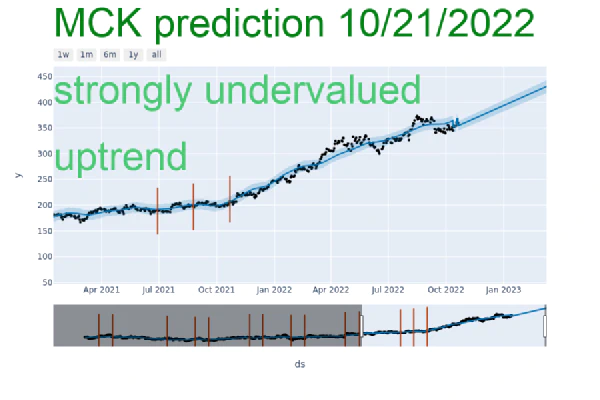 MCK prediction 10/21/2022
1w 1m 6m 1y all
450
strongly undervalued
400
350
300
uptrend
250
y
200
150
100
50
Apr 2021 Jul 2021 Oct 2021 Jan 2022 Apr 2022 Jul 2022 Oct 2022 Jan 2023
ds